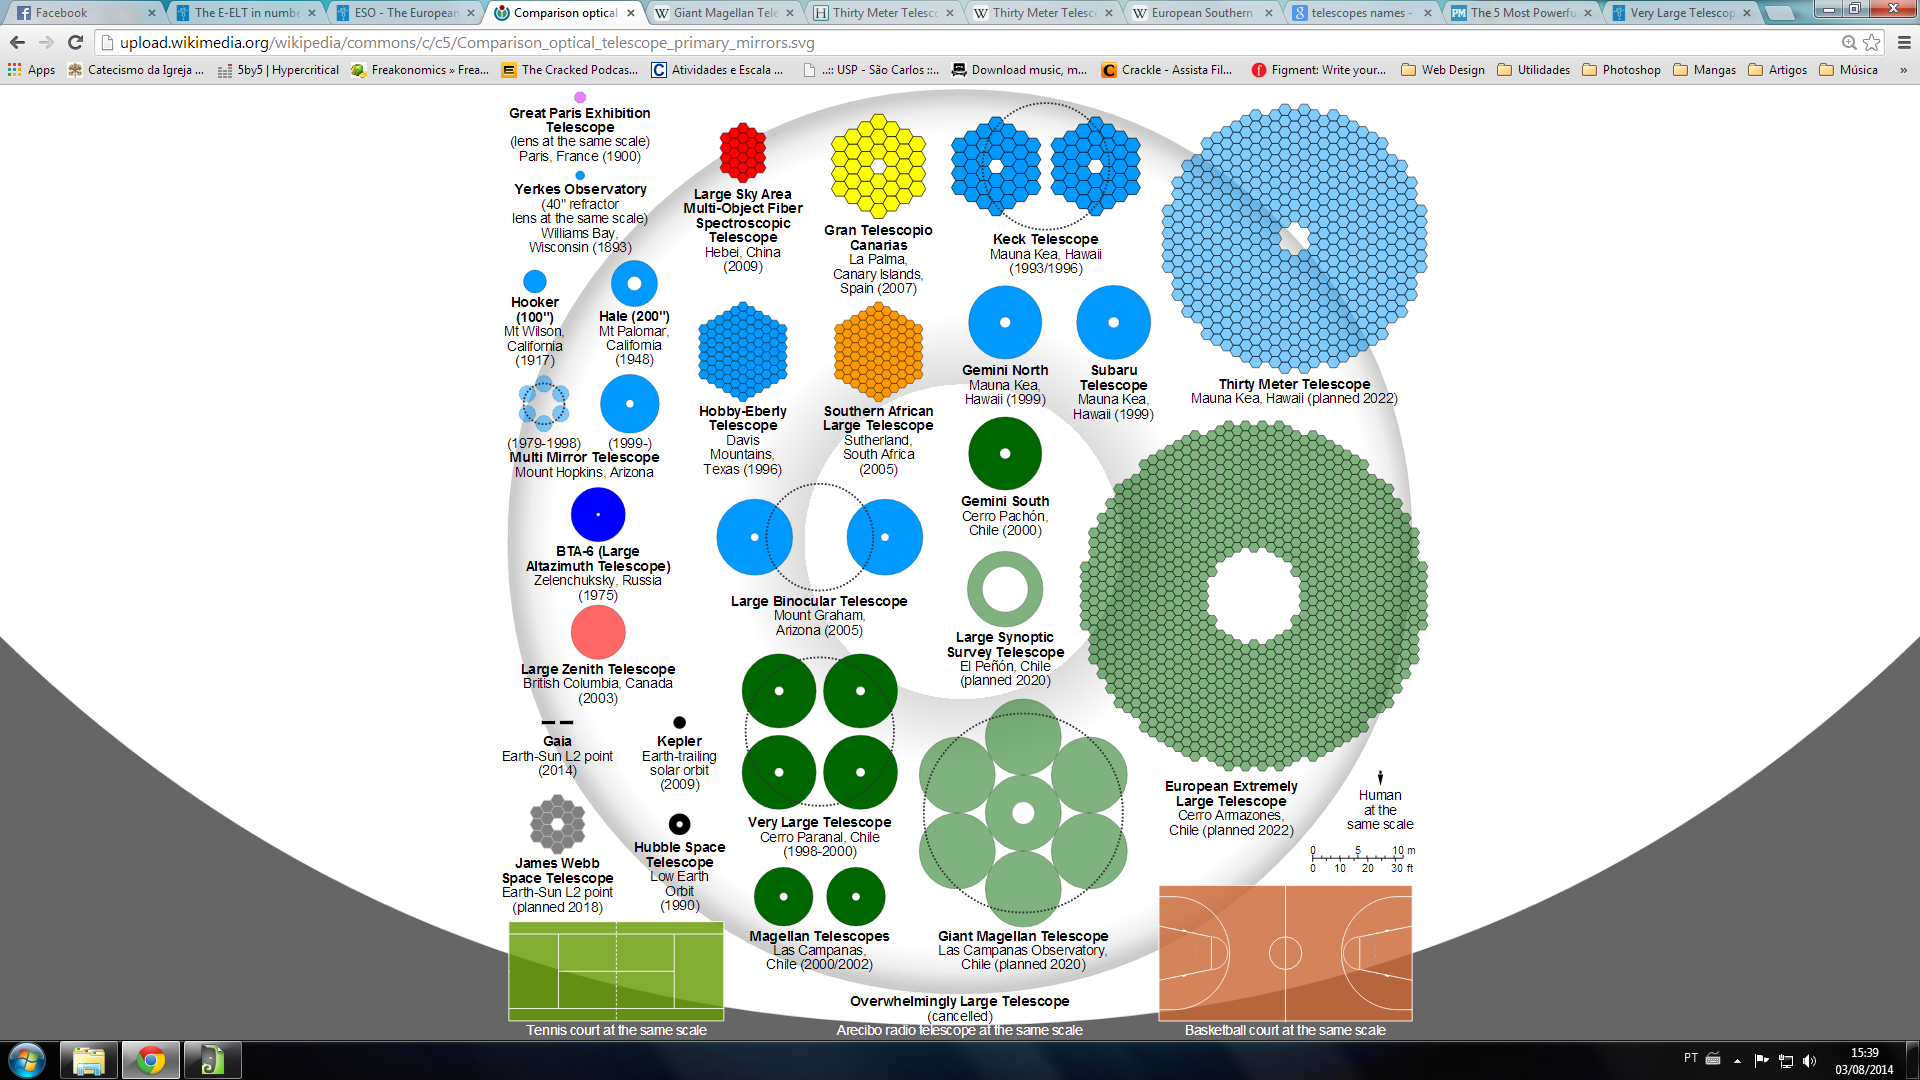 Facebook
The E-ELT in numb
ESO - The European
Comparison optical
Giant Magellan Tele
Thirty Meter Telesc
Thirty Meter Telesc
European Southern
telescopes names -
The 5 Most Powerfu
Very Large Telescop
upload.wikimedia.org/wikipedia/commons/c/c5/Comparison_optical_telescope_primary_mirrors.svg
Apps
Catecismo da Igreja ...
5by5 | Hypercritical
Freakonomics » Frea...
The Cracked Podcas...
Atividades e Escala ...
..:: USP - São Carlos ::..
Download music, m...
Crackle - Assista Fil...
Figment: Write your...
Web Design
Utilidades
Photoshop
Mangas
Artigos
Música
»
Great Paris Exhibition
Telescope
(lens at the same scale)
Paris, France (1900)
Yerkes Observatory
(40" refractor
lens at the same scale)
Williams Bay,
Wisconsin (1893)
Hooker
(100")
Mt Wilson,
California
(1917)
Hale (200")
Mt Palomar,
California
(1948)
(1979-1998)
(1999-)
Multi Mirror Telescope
Mount Hopkins, Arizona
BTA-6 (Large
Altazimuth Telescope)
Zelenchuksky, Russia
(1975)
Large Zenith Telescope
British Columbia, Canada
(2003)
Gaia
Earth-Sun L2 point
(2014)
Kepler
Earth-trailing
solar orbit
(2009)
James Webb
Space Telescope
Earth-Sun L2 point
(planned 2018)
Hubble Space
Telescope
Low Earth
Orbit
(1990)
Large Sky Area
Multi-Object Fiber
Spectroscopic
Telescope
Hebei, China
(2009)
Gran Telescopio
Canarias
La Palma,
Canary Islands,
Spain (2007)
Keck Telescope
Mauna Kea, Hawaii
(1993/1996)
Hobby-Eberly
Telescope
Davis
Mountains,
Texas (1996)
Southern African
Large Telescope
Sutherland,
South Africa
(2005)
Gemini North
Mauna Kea,
Hawaii (1999)
Subaru
Telescope
Mauna Kea,
Hawaii (1999)
Thirty Meter Telescope
Mauna Kea, Hawaii (planned 2022)
Gemini South
Cerro Pachón,
Chile (2000)
Large Binocular Telescope
Mount Graham,
Arizona (2005)
Large Synoptic
Survey Telescope
El Peñón, Chile
(planned 2020)
Very Large Telescope
Cerro Paranal, Chile
(1998-2000)
Magellan Telescopes
Las Campanas,
Chile (2000/2002)
Giant Magellan Telescope
Las Campanas Observatory,
Chile (planned 2020)
European Extremely
Large Telescope
Cerro Armazones,
Chile (planned 2022)
Human
at the
same scale
0 5 10 m
0 10 20 30 ft
Overwhelmingly Large Telescope
(cancelled)
Tennis court at the same scale
Arecibo radio telescope at the same scale
Basketball court at the same scale
PT
15:39
03/08/2014